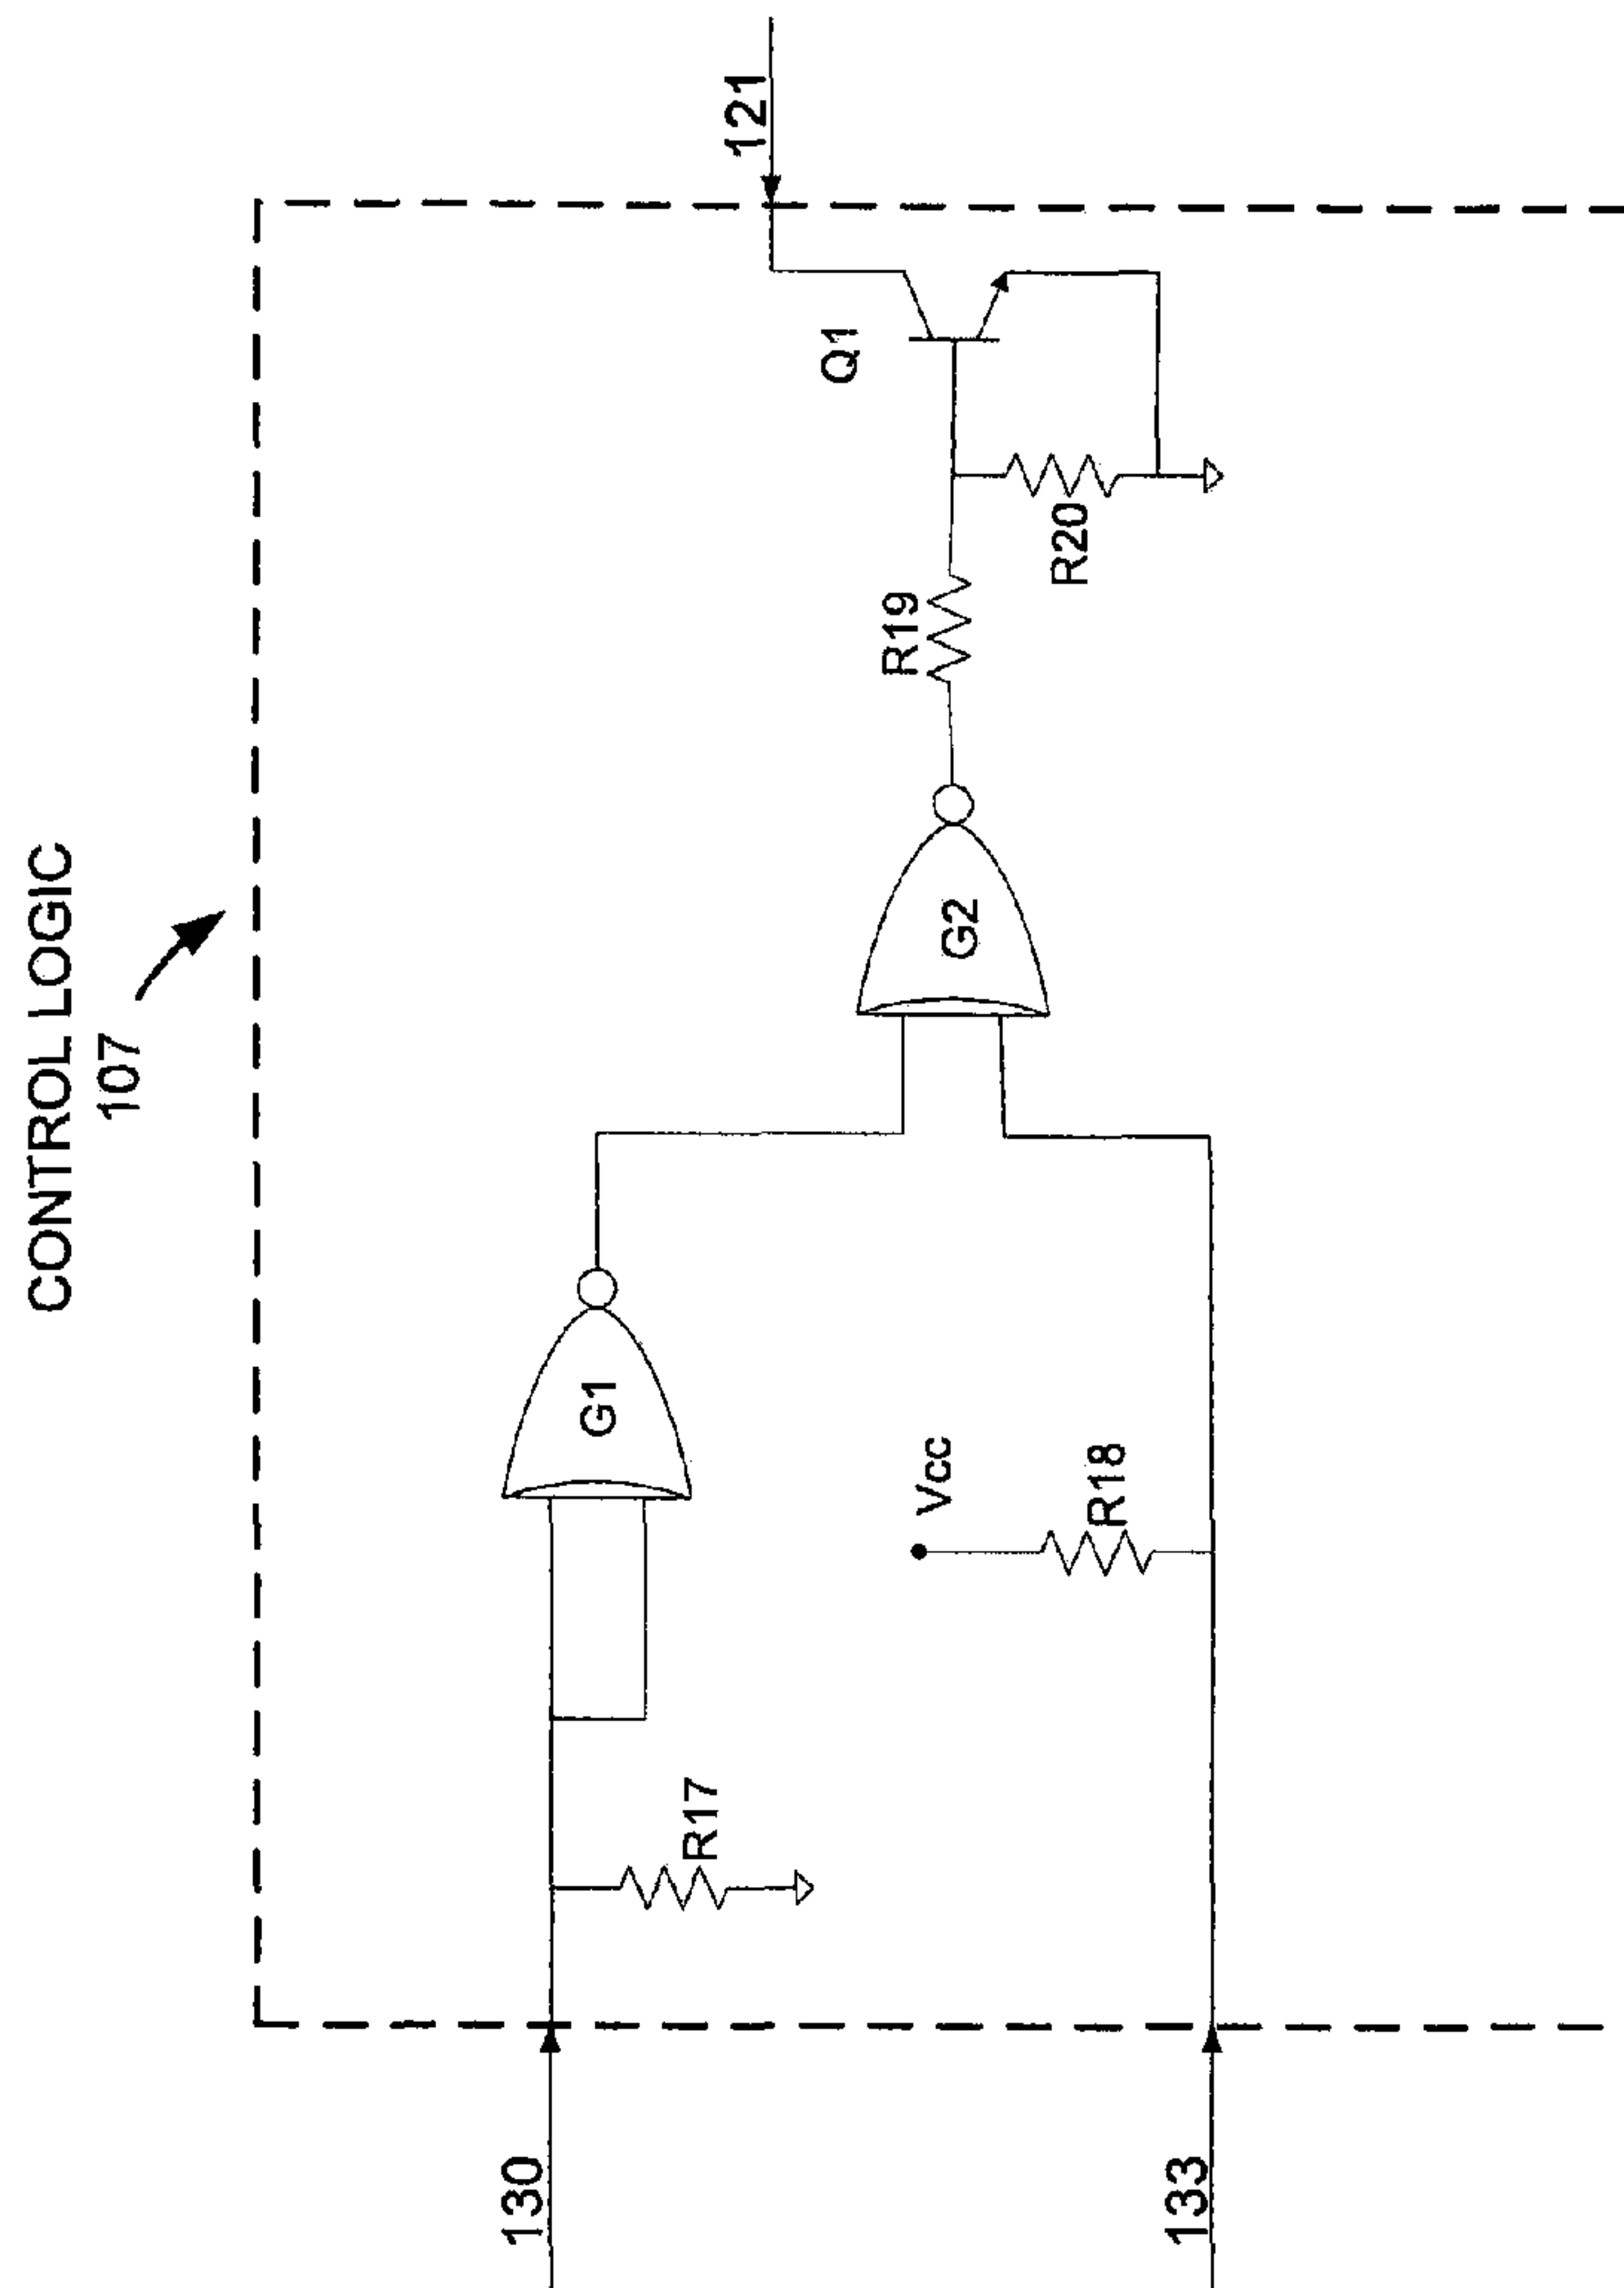 CONTROL LOGIC
107
130
R17
G1
133
Vcc
R18
G2
R19
R20
Q1
121